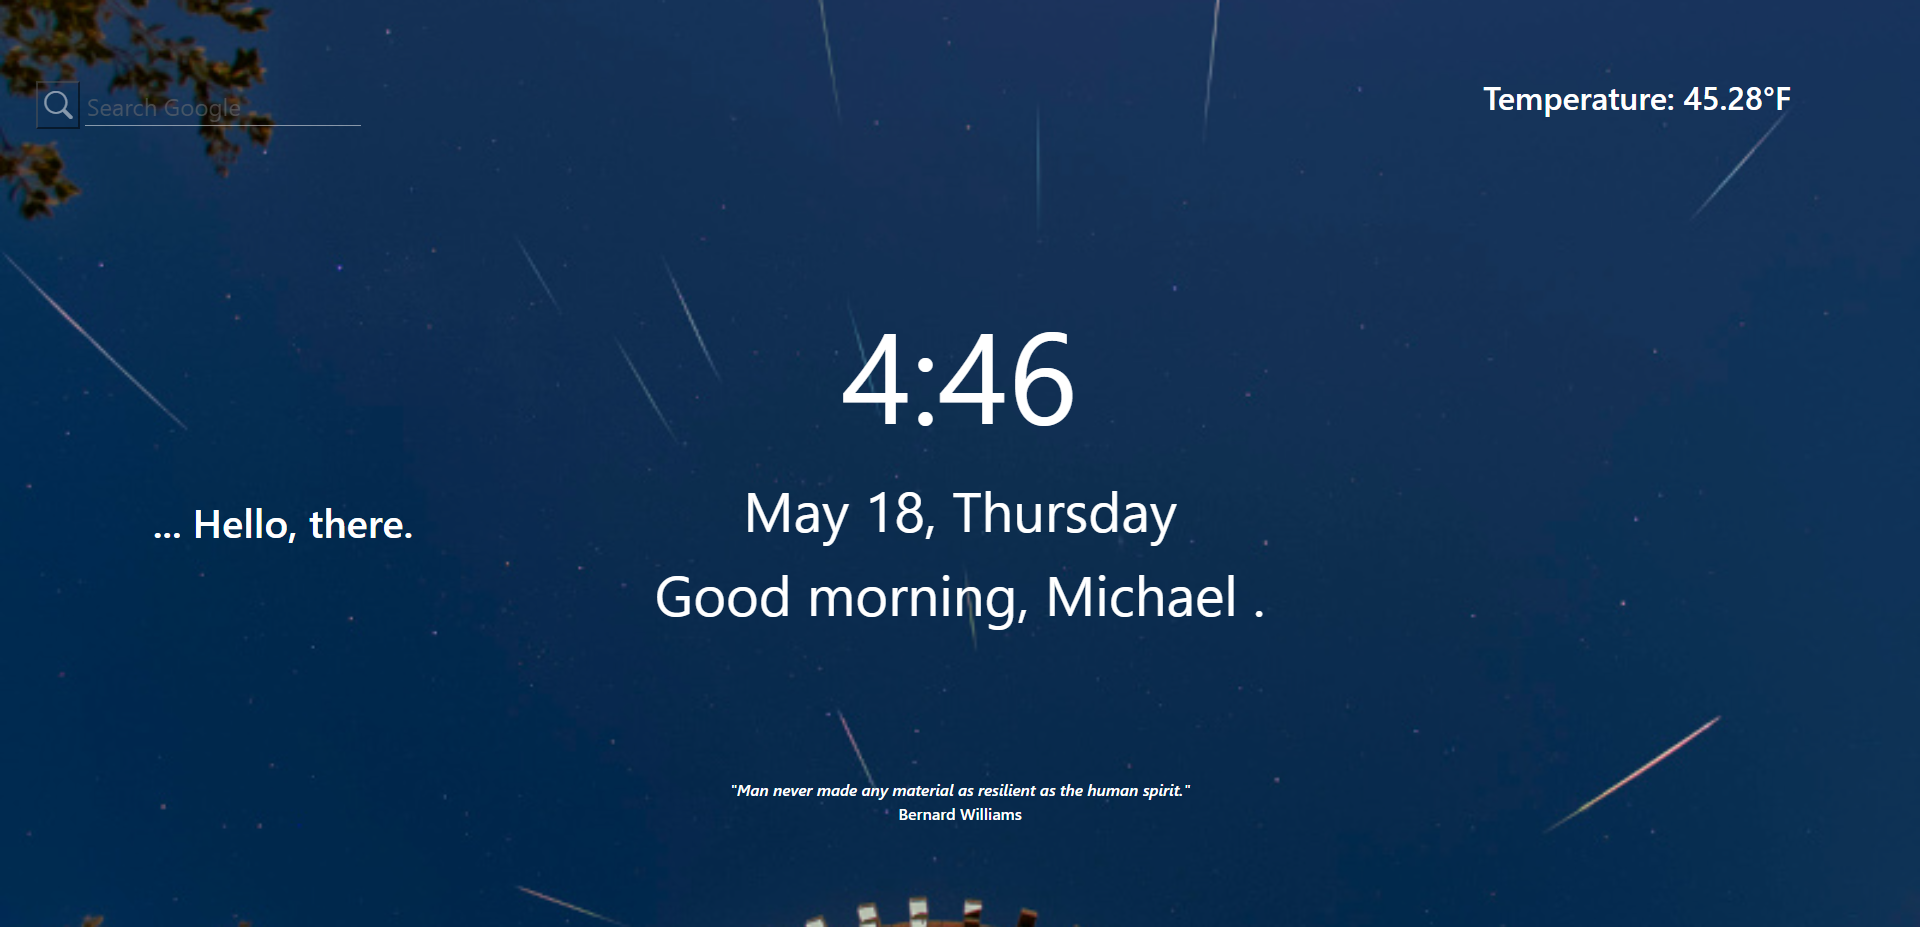 Search Google
Temperature: 45.28°F
4:46
May 18, Thursday
... Hello, there.
Good morning, Michael .
"Man never made any material as resilient as the human spirit."
Bernard Williams